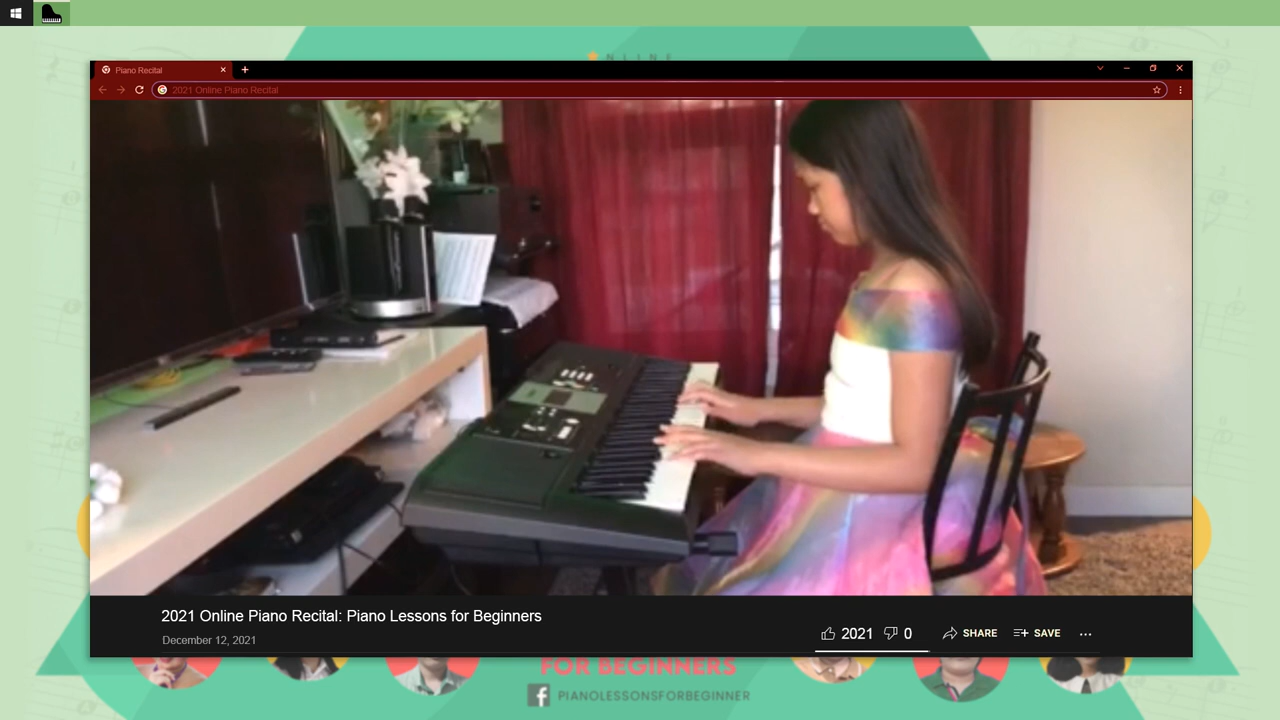 NLINE
Piano Recital
2021 Online Piano Recital
2021 Online Piano Recital: Piano Lessons for Beginners
December 12, 2021
2021
0
SHARE
SAVE
FOR BEGINNERS
PIANOLESSONSFORBEGINNER